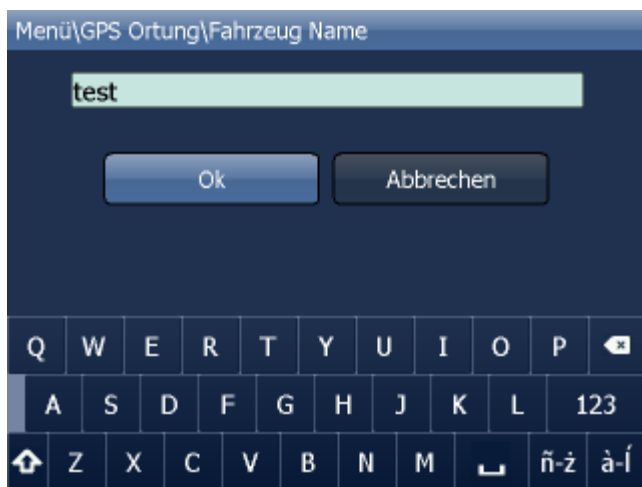 Menü\GPS Ortung\Fahrzeug Name
test
Ok Abbrechen
Q W E R T Y U I O P
A S D F G H J K L 123
Z X C V B N M ñ-ż à-Í